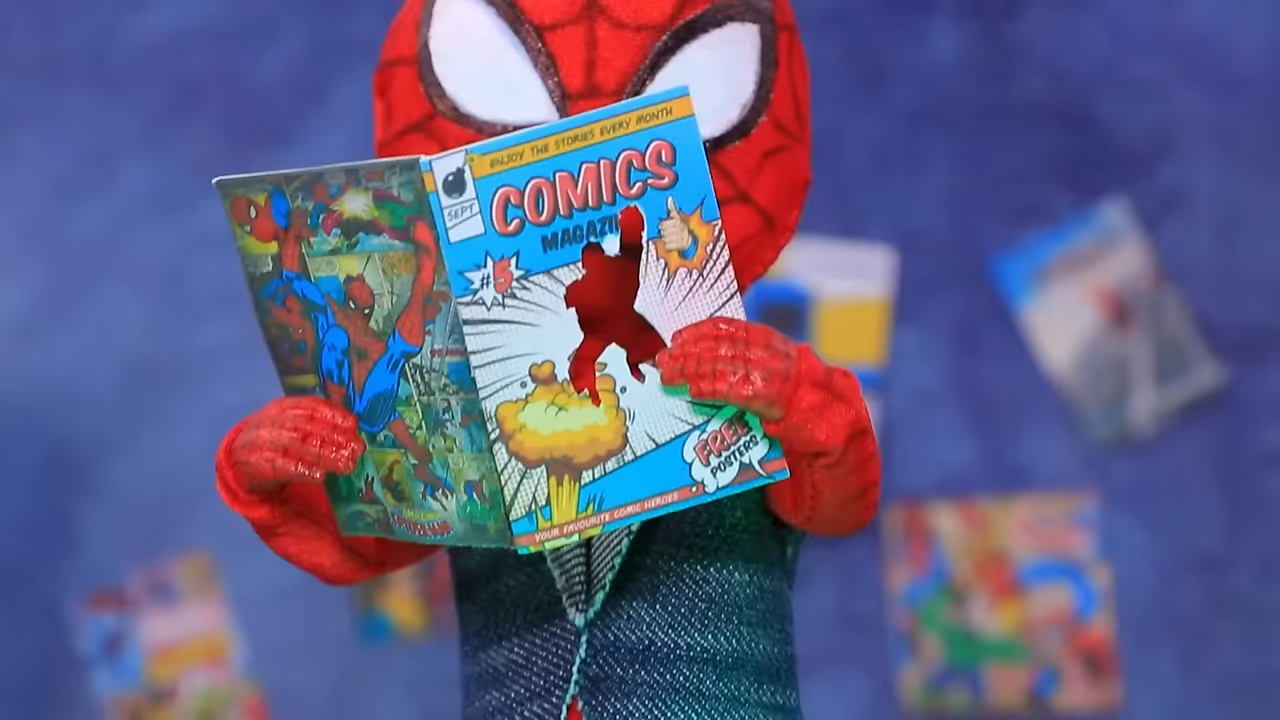 ENJOY THE STORIES EVERY MONTH
COMICS
MAGAZI
SEPT
#5
FREE
POSTERS
YOUR FAVOURITE COMIC HEROES